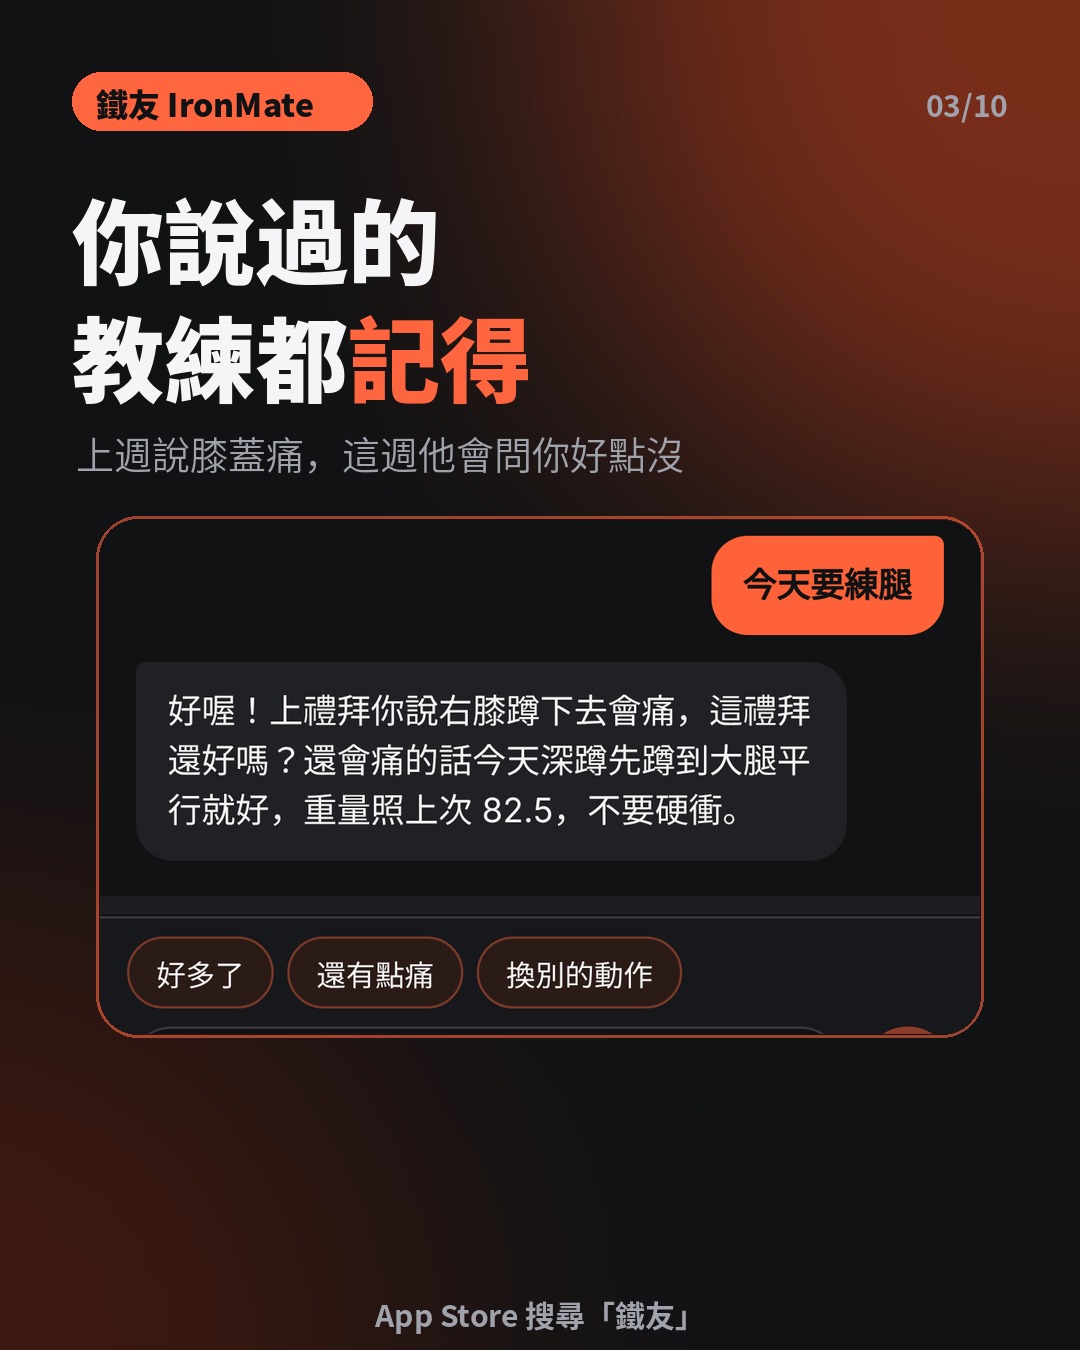 鐵友 IronMate
03/10
你說過的
教練都記得
上週說膝蓋痛，這週他會問你好點沒
今天要練腿
好喔！上禮拜你說右膝蹲下去會痛，這禮拜
還好嗎？還會痛的話今天深蹲先蹲到大腿平
行就好，重量照上次 82.5，不要硬衝。
好多了
還有點痛
換別的動作
App Store 搜尋「鐵友」